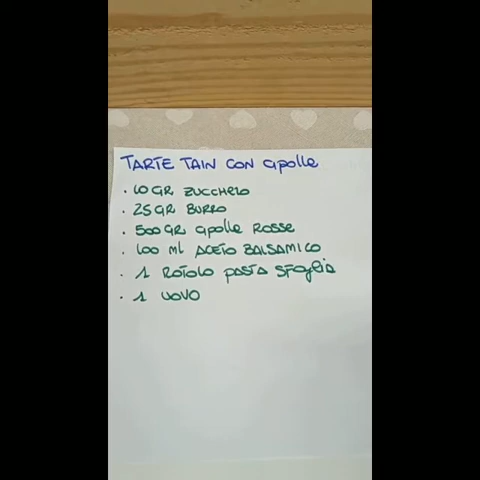 TARTE TAIN CON CIPOLLE
. 10 GR ZUCCHERO
. 25 GR BURRO
. 500 GR CIPOLLE ROSSE
. 100 ml ACETO BALSAMICO
. 1 ROTOLO PASTA SFOGLIA
. 1 UOVO